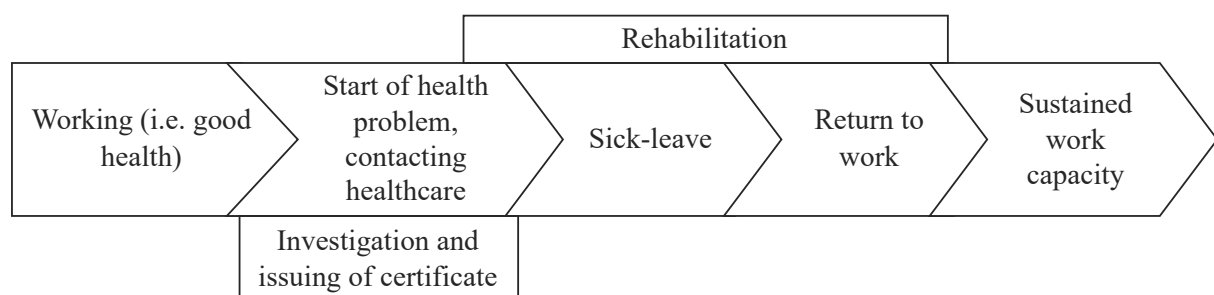 Rehabilitation
Working (i.e. good
health)
Start of health
problem,
contacting
healthcare
Sick-leave
Return to
work
Sustained
work
capacity
Investigation and
issuing of certificate